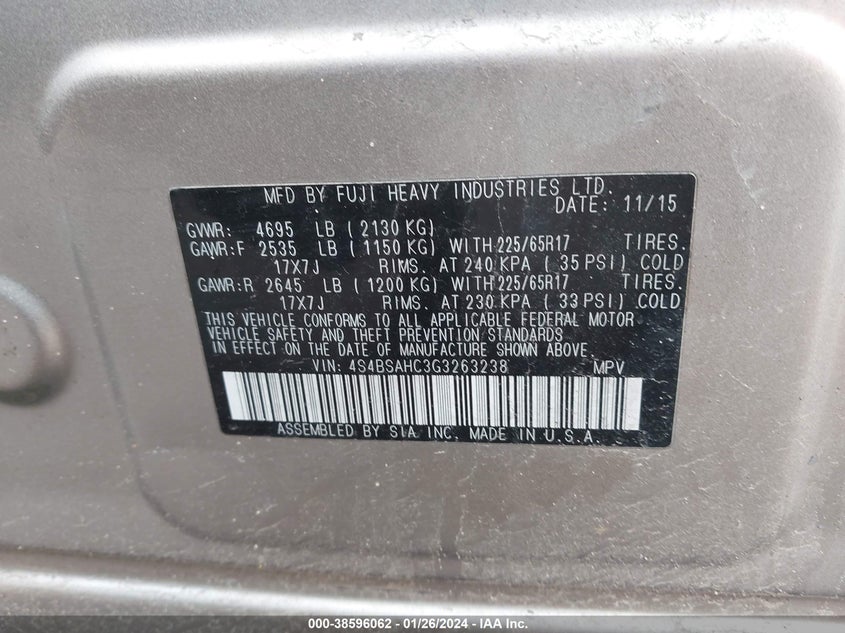 MFD BY FUJI HEAVY INDUSTRIES LTD.
DATE: 11/15
GVWR: 4695 LB ( 2130 KG)
GAWR:F 2535 LB ( 1150 KG) WITH 225/65R17 TIRES.
17X7J RIMS. AT 240 KPA ( 35 PSI) COLD
GAWR:R 2645 LB ( 1200 KG) WITH 225/65R17 TIRES.
17X7J RIMS. AT 230 KPA ( 33 PSI) COLD
THIS VEHICLE CONFORMS TO ALL APPLICABLE FEDERAL MOTOR
VEHICLE SAFETY AND THEFT PREVENTION STANDARDS
IN EFFECT ON THE DATE OF MANUFACTURE SHOWN ABOVE.
VIN: 4S4BSAHC3G3263238 MPV
ASSEMBLED BY SIA INC. MADE IN U.S.A.
000-38596062 - 01/26/2024 - IAA Inc.